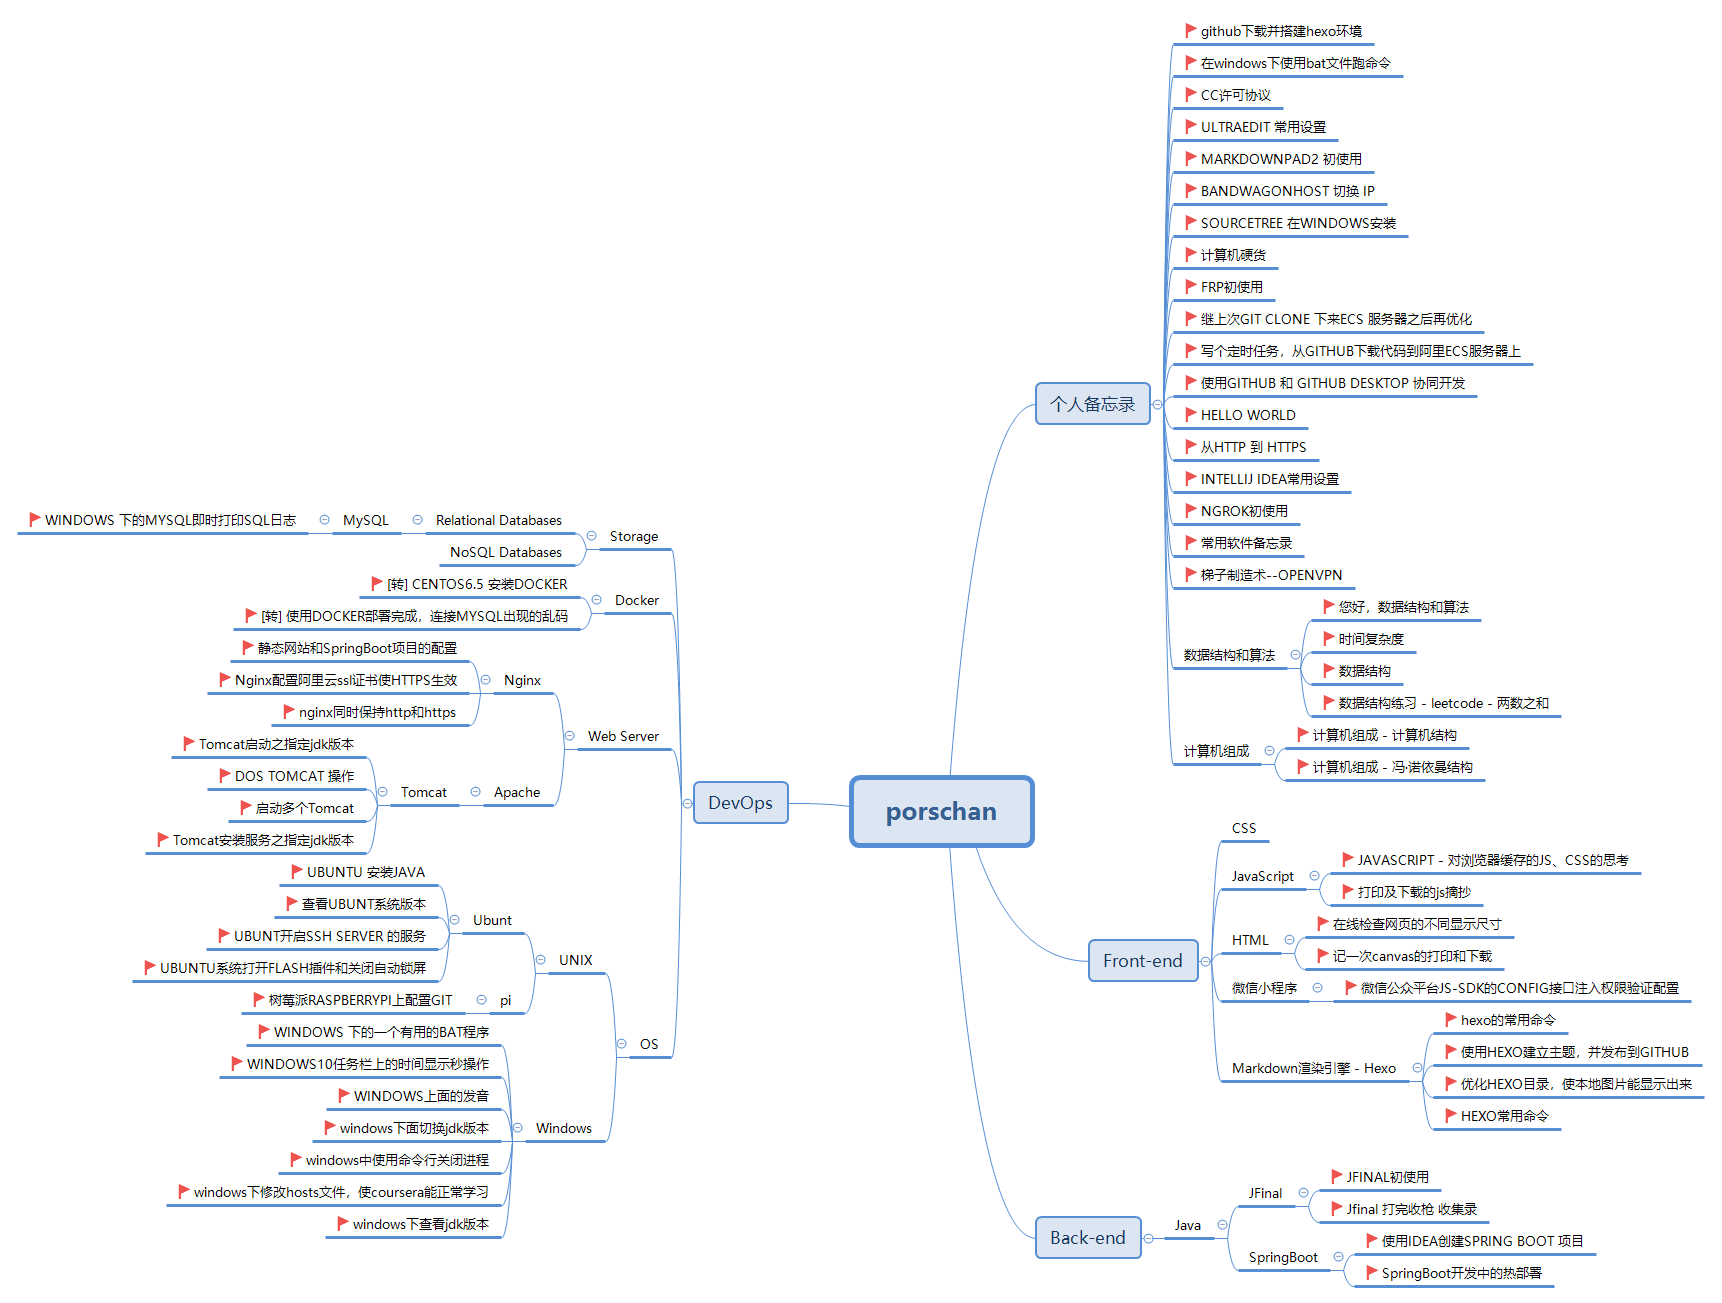 porschan
个人备忘录
github下载并搭建hexo环境
在windows下使用bat文件跑命令
CC许可协议
ULTRAEDIT 常用设置
MARKDOWNPAD2 初使用
BANDWAGONHOST 切换 IP
SOURCETREE 在WINDOWS安装
计算机硬货
FRP初使用
继上次GIT CLONE 下来ECS 服务器之后再优化
写个定时任务，从GITHUB下载代码到阿里ECS服务器上
使用GITHUB 和 GITHUB DESKTOP 协同开发
HELLO WORLD
从HTTP 到 HTTPS
INTELLIJ IDEA常用设置
NGROK初使用
常用软件备忘录
梯子制造术--OPENVPN
数据结构和算法
您好，数据结构和算法
时间复杂度
数据结构
数据结构练习 - leetcode - 两数之和
计算机组成
计算机组成 - 计算机结构
计算机组成 - 冯·诺依曼结构
Front-end
CSS
JavaScript
JAVASCRIPT - 对浏览器缓存的JS、CSS的思考
打印及下载的js摘抄
HTML
在线检查网页的不同显示尺寸
记一次canvas的打印和下载
微信小程序
微信公众平台JS-SDK的CONFIG接口注入权限验证配置
Markdown渲染引擎 - Hexo
hexo的常用命令
使用HEXO建立主题，并发布到GITHUB
优化HEXO目录，使本地图片能显示出来
HEXO常用命令
Back-end
Java
JFinal
JFINAL初使用
Jfinal 打完收枪 收集录
SpringBoot
使用IDEA创建SPRING BOOT 项目
SpringBoot开发中的热部署
DevOps
Storage
Relational Databases
MySQL
WINDOWS 下的MYSQL即时打印SQL日志
NoSQL Databases
Docker
[转] CENTOS6.5 安装DOCKER
[转] 使用DOCKER部署完成，连接MYSQL出现的乱码
Web Server
Nginx
静态网站和SpringBoot项目的配置
Nginx配置阿里云ssl证书使HTTPS生效
nginx同时保持http和https
Apache
Tomcat
Tomcat启动之指定jdk版本
DOS TOMCAT 操作
启动多个Tomcat
Tomcat安装服务之指定jdk版本
OS
UNIX
Ubunt
UBUNTU 安装JAVA
查看UBUNT系统版本
UBUNT开启SSH SERVER 的服务
UBUNTU系统打开FLASH插件和关闭自动锁屏
pi
树莓派RASPBERRYPI上配置GIT
Windows
WINDOWS 下的一个有用的BAT程序
WINDOWS10任务栏上的时间显示秒操作
WINDOWS上面的发音
windows下面切换jdk版本
windows中使用命令行关闭进程
windows下修改hosts文件，使coursera能正常学习
windows下查看jdk版本